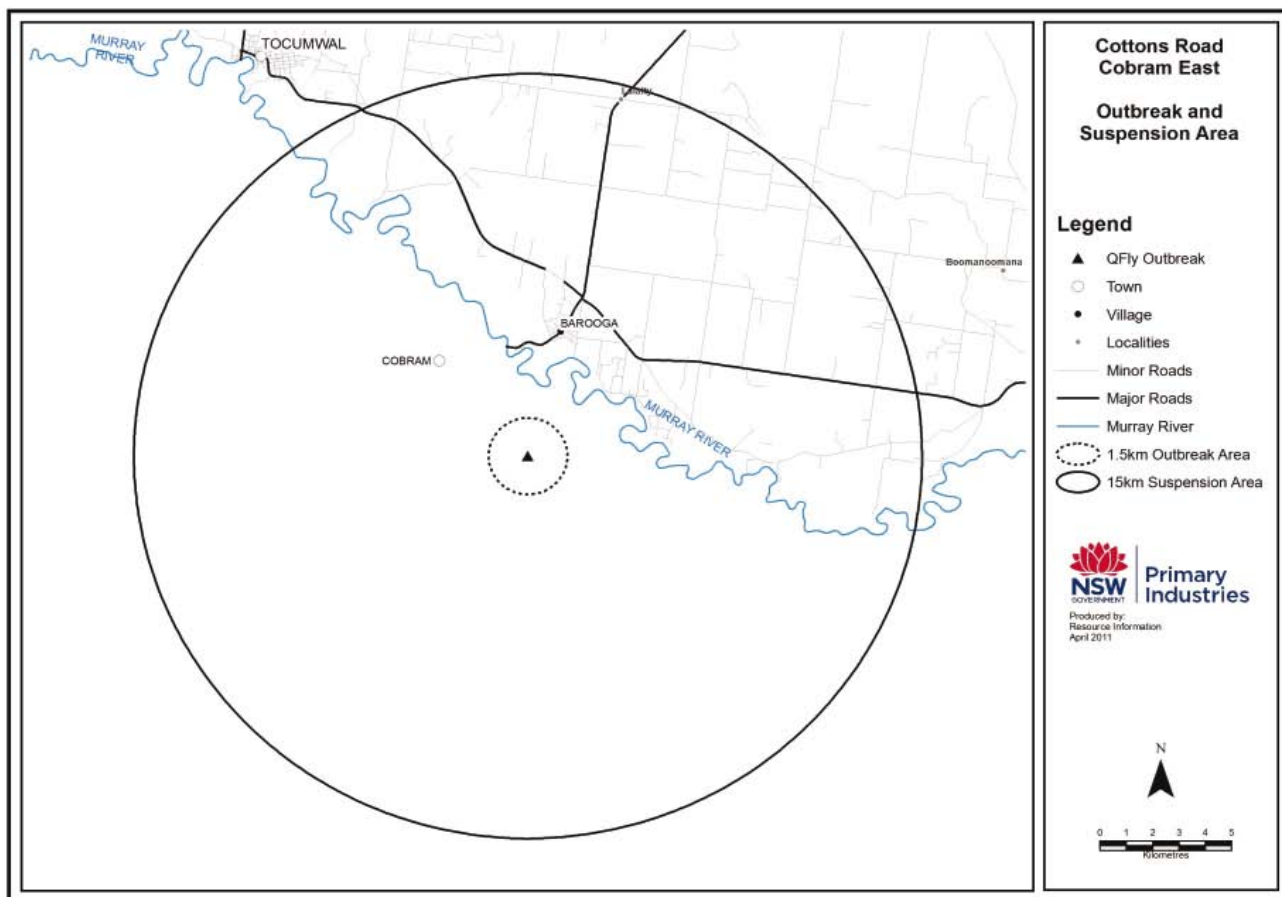 MURRAY
RIVER
TOCUMWAL
Lalalty
Boomanoomana
BAROOGA
COBRAM
MURRAY RIVER
Cottons Road
Cobram East
Outbreak and
Suspension Area
Legend
QFly Outbreak
Town
Village
Localities
Minor Roads
Major Roads
Murray River
1.5km Outbreak Area
15km Suspension Area
NSW
GOVERNMENT
Primary
Industries
Produced by:
Resource Information
April 2011
N
0 1 2 3 4 5
Kilometres